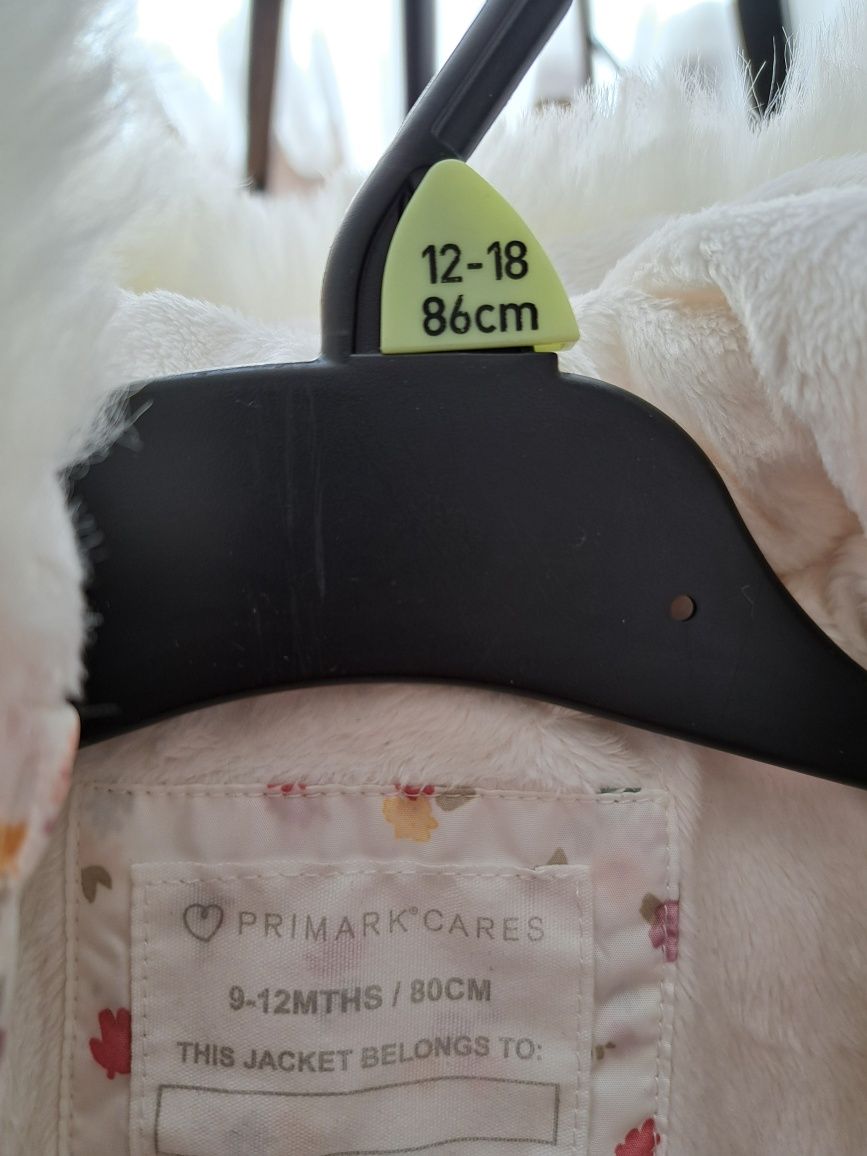 12-18
86cm
PRIMARK®CARES
9-12MTHS / 80CM
THIS JACKET BELONGS TO: